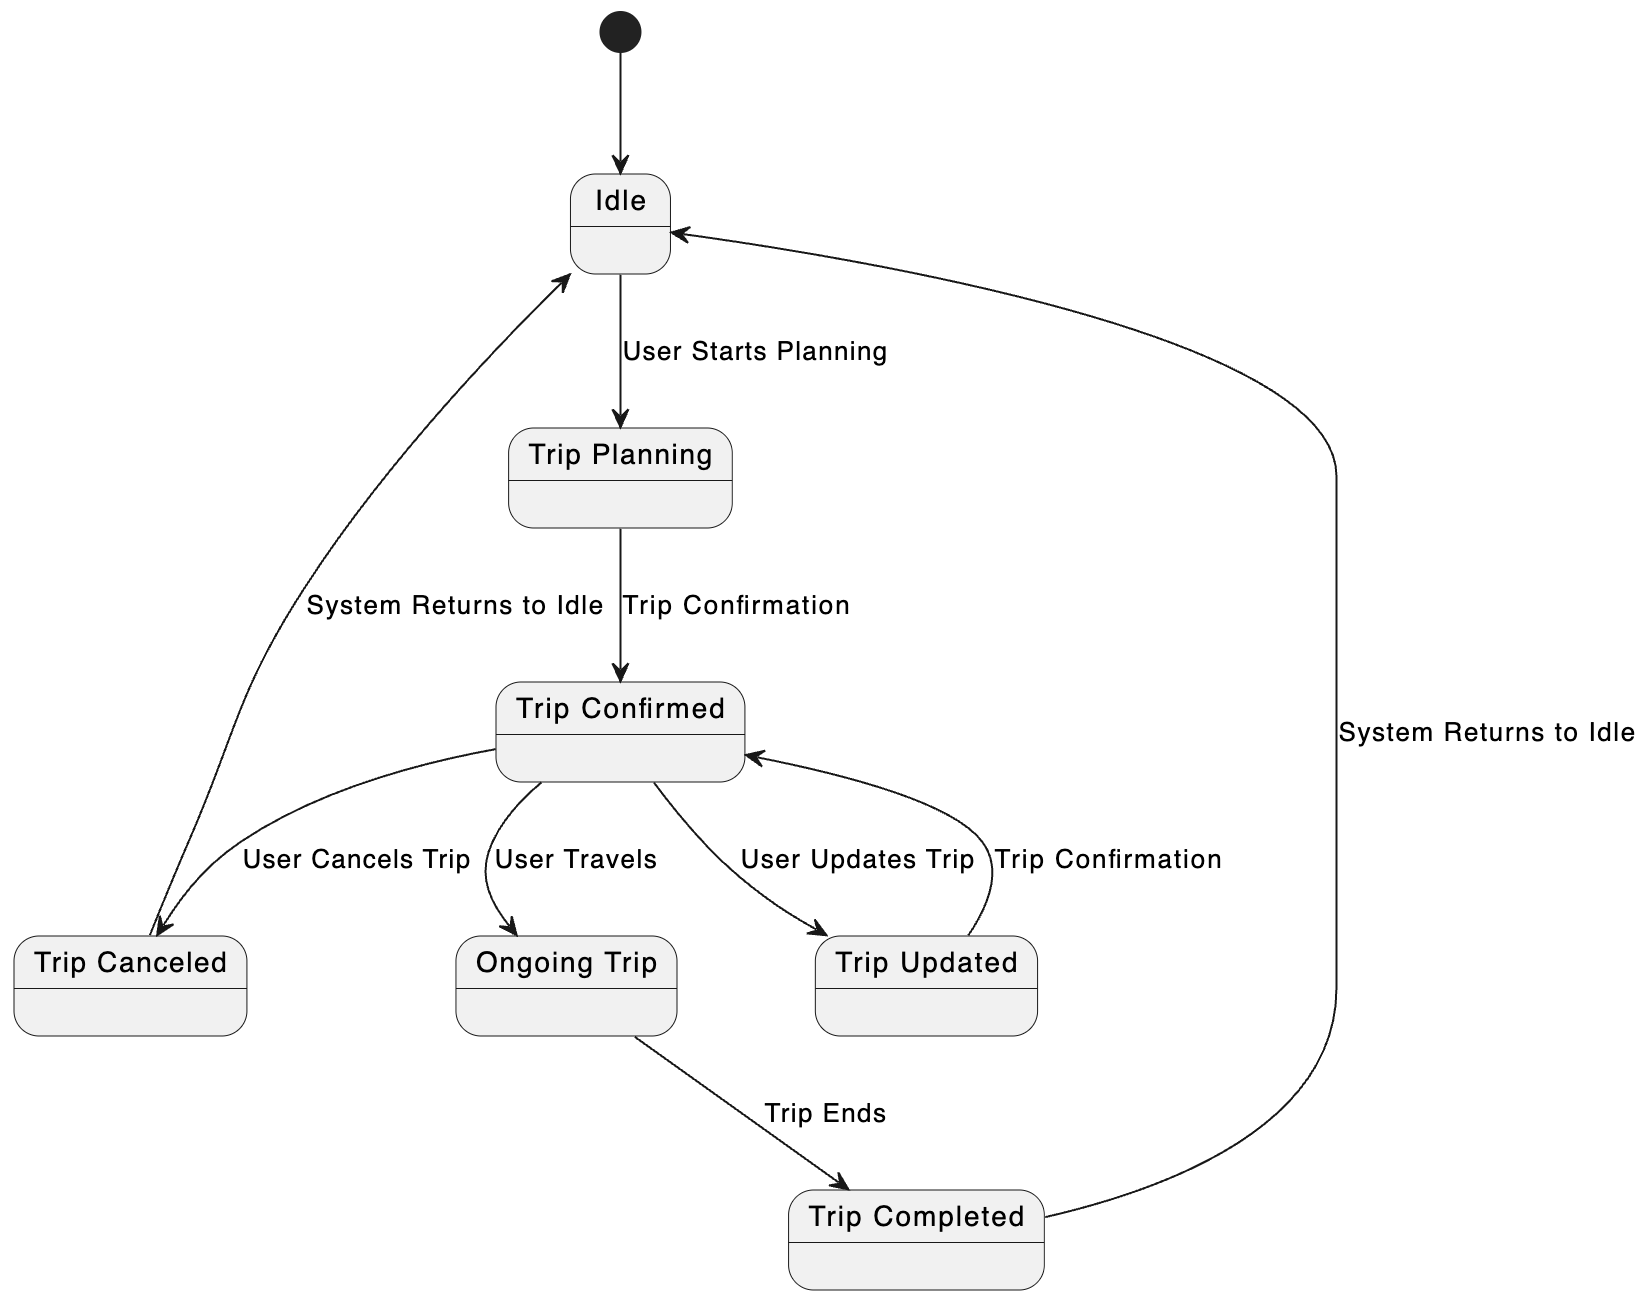 Idle
User Starts Planning
Trip Planning
System Returns to Idle
Trip Confirmation
Trip Confirmed
System Returns to Idle
User Cancels Trip
User Travels
User Updates Trip
Trip Confirmation
Trip Canceled
Ongoing Trip
Trip Updated
Trip Ends
Trip Completed